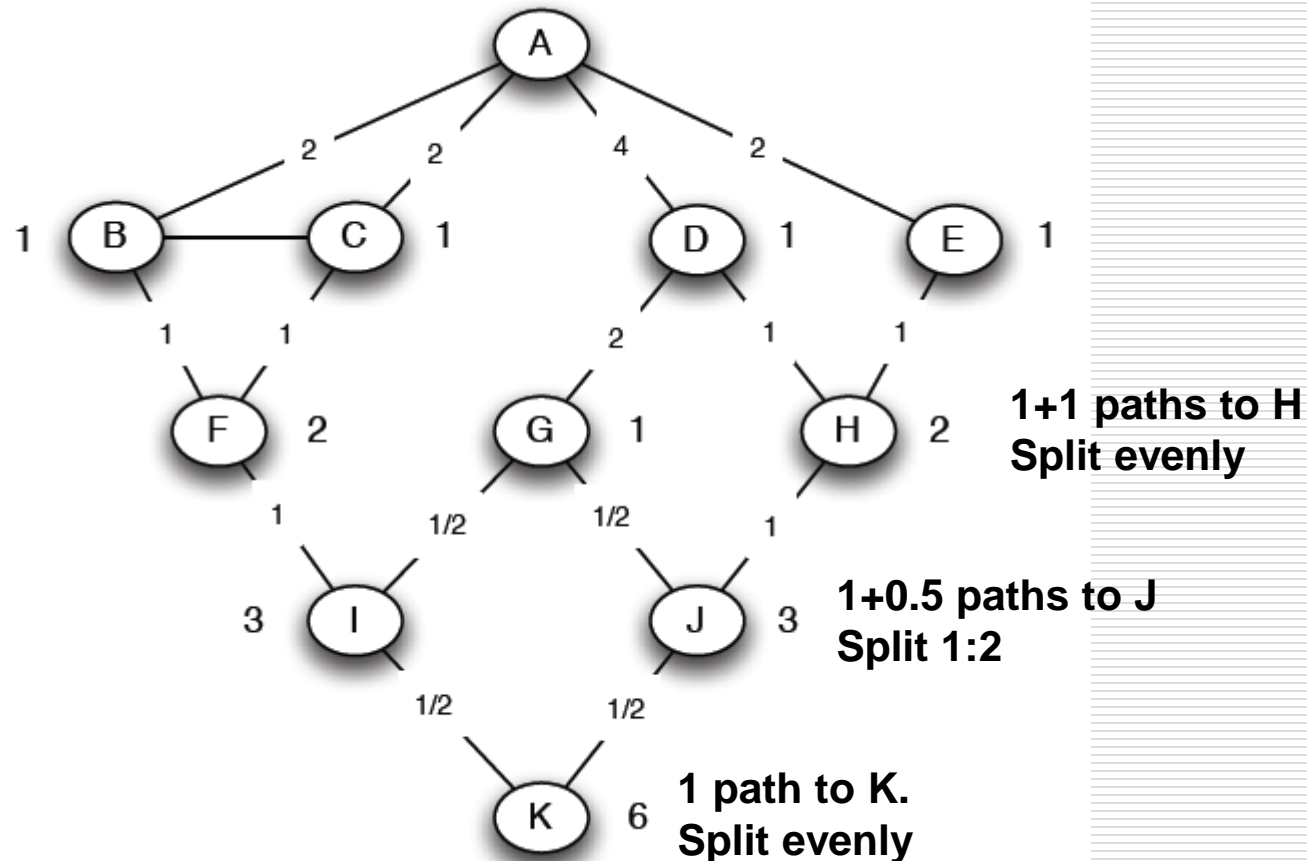 A
2 2 4 2
1 B C 1 D 1 E 1
1 1 2 1 1
F 2 G 1 H 2
1+1 paths to H
Split evenly
1 1/2 1/2 1
3 I J 3
1+0.5 paths to J
Split 1:2
1/2 1/2
K 6
1 path to K.
Split evenly